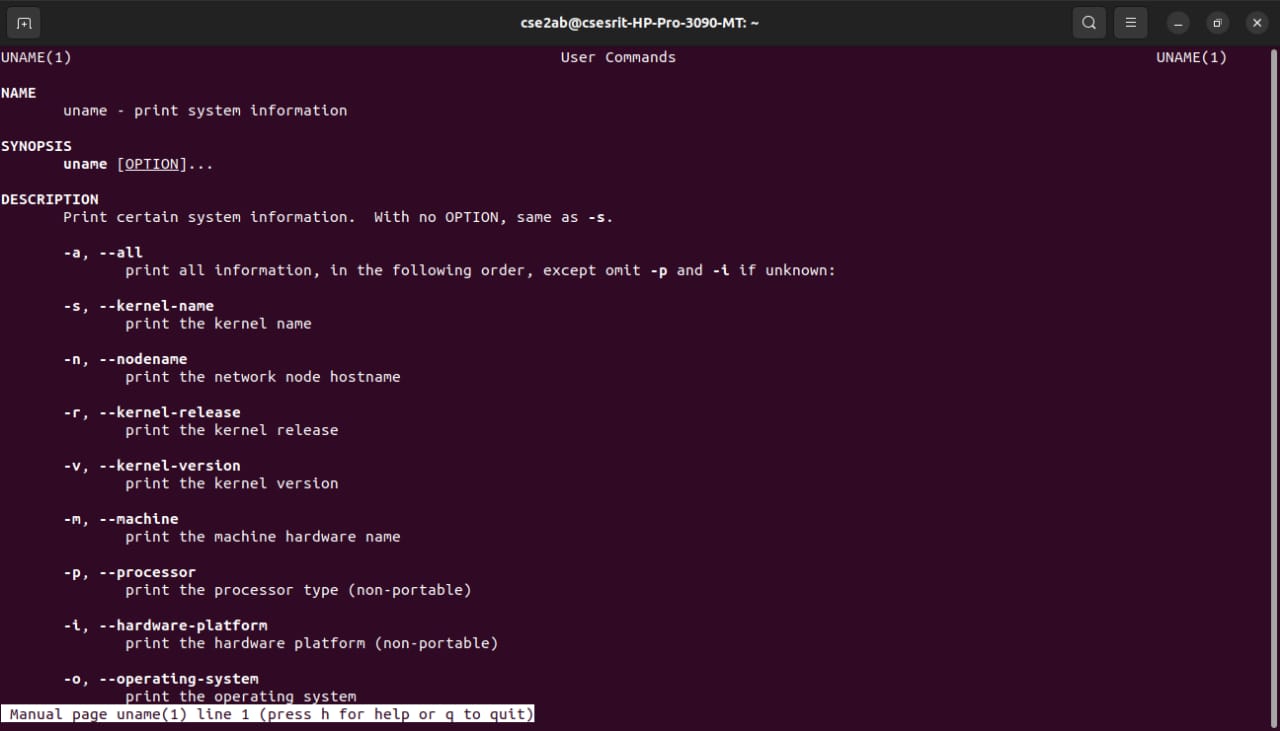 cse2ab@csesrit-HP-Pro-3090-MT: ~
UNAME(1) User Commands UNAME(1)
NAME
uname - print system information
SYNOPSIS
uname [OPTION]...
DESCRIPTION
Print certain system information.  With no OPTION, same as -s.
-a, --all
print all information, in the following order, except omit -p and -i if unknown:
-s, --kernel-name
print the kernel name
-n, --nodename
print the network node hostname
-r, --kernel-release
print the kernel release
-v, --kernel-version
print the kernel version
-m, --machine
print the machine hardware name
-p, --processor
print the processor type (non-portable)
-i, --hardware-platform
print the hardware platform (non-portable)
-o, --operating-system
print the operating system
Manual page uname(1) line 1 (press h for help or q to quit)